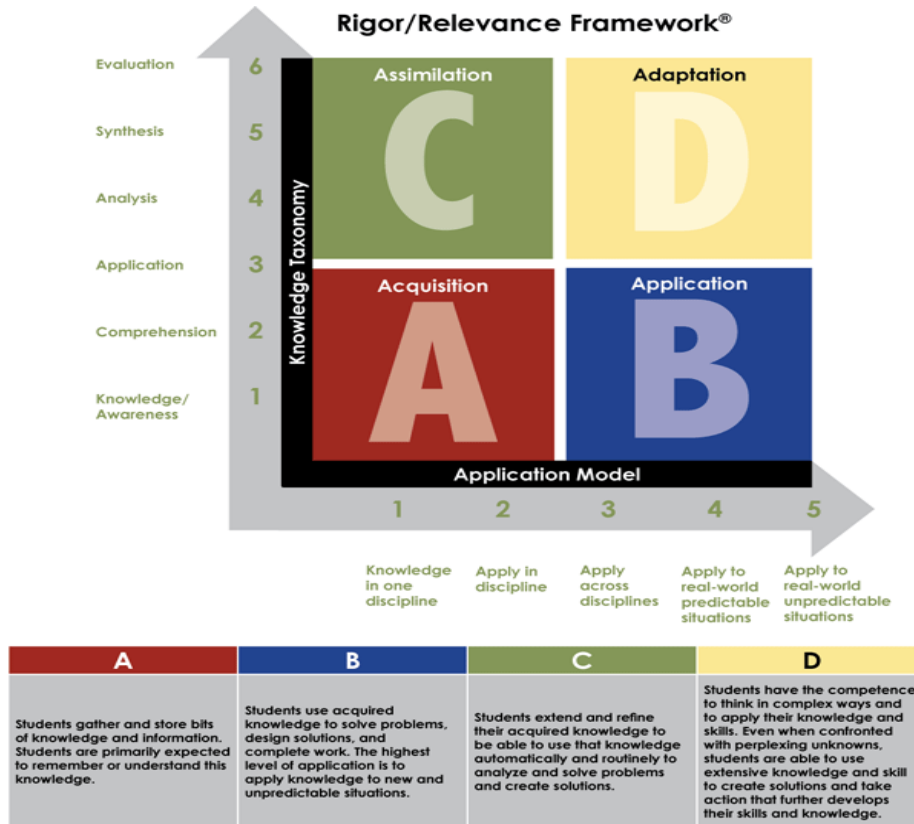 Rigor/Relevance Framework®
Evaluation
6
Synthesis
5
Analysis
4
Application
3
Comprehension
2
Knowledge/
Awareness
1
Knowledge Taxonomy
Assimilation
C
Adaptation
D
Acquisition
A
Application
B
Application Model
1
2
3
4
5
Knowledge
in one
discipline
Apply in
discipline
Apply
across
disciplines
Apply to
real-world
predictable
situations
Apply to
real-world
unpredictable
situations
A
Students gather and store bits
of knowledge and information.
Students are primarily expected
to remember or understand this
knowledge.
B
Students use acquired
knowledge to solve problems,
design solutions, and
complete work. The highest
level of application is to
apply knowledge to new and
unpredictable situations.
C
Students extend and refine
their acquired knowledge to
be able to use that knowledge
automatically and routinely to
analyze and solve problems
and create solutions.
D
Students have the competence
to think in complex ways and
to apply their knowledge and
skills. Even when confronted
with perplexing unknowns,
students are able to use
extensive knowledge and skill
to create solutions and take
action that further develops
their skills and knowledge.